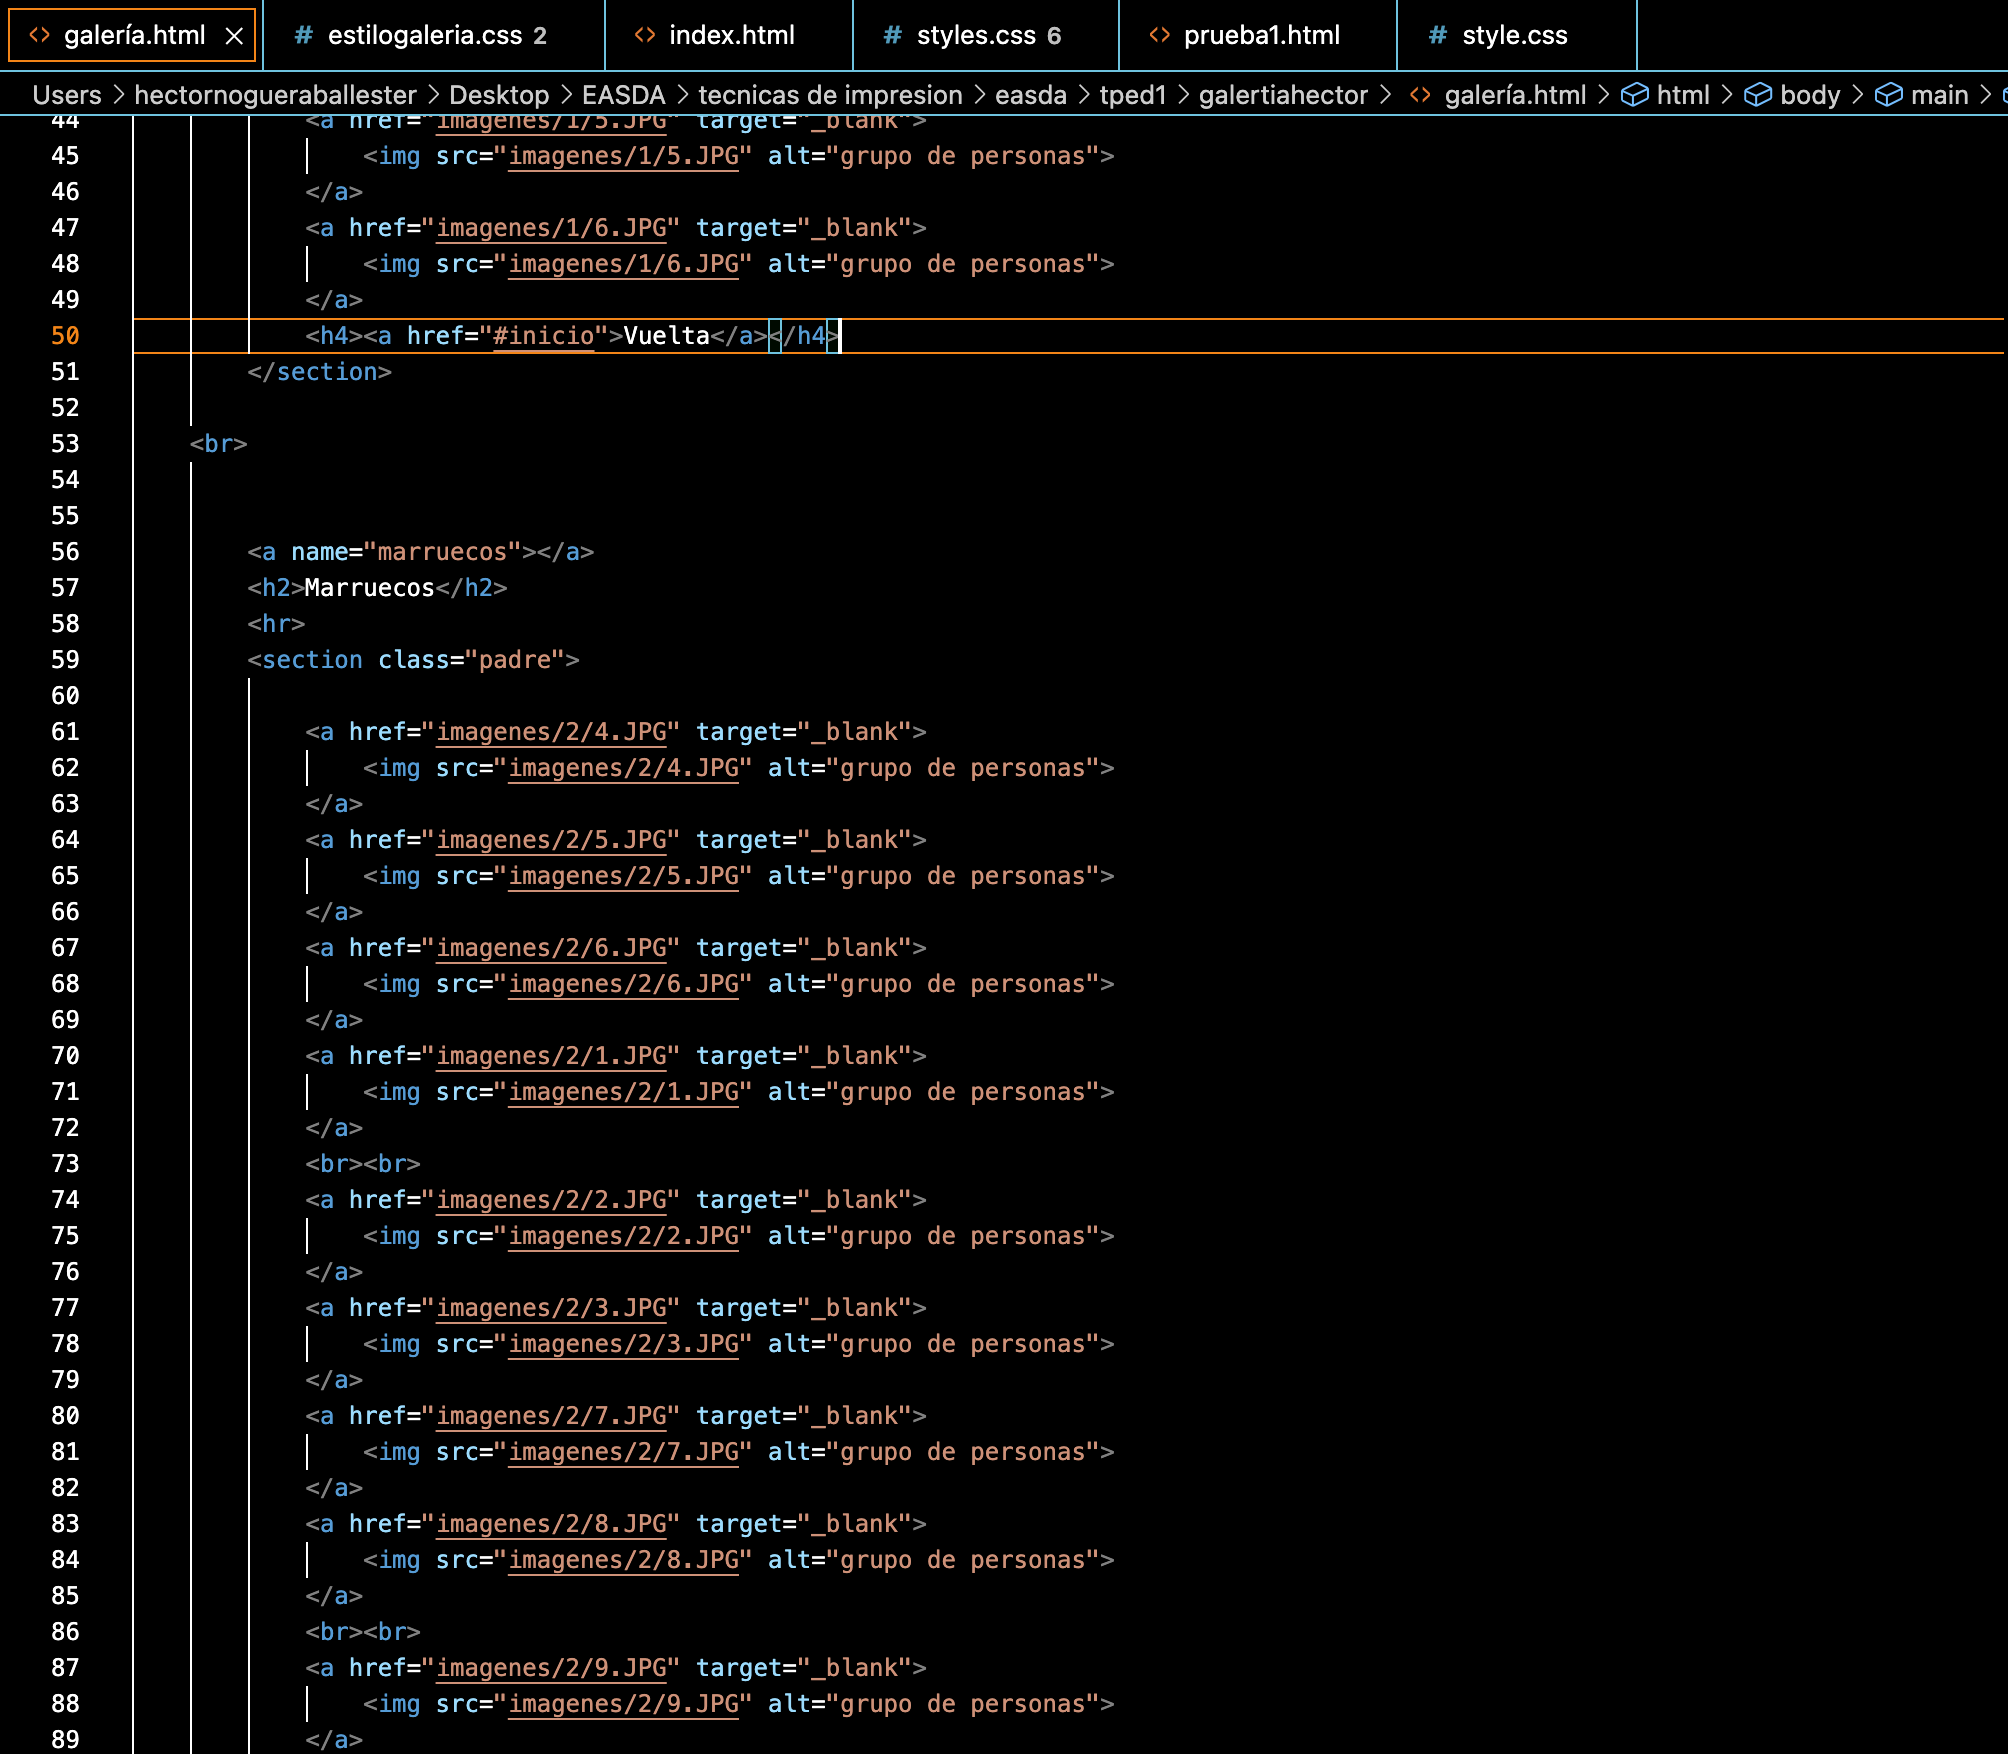 galería.html
estilogaleria.css 2
index.html
styles.css 6
prueba1.html
style.css
Users > hectornogueraballester > Desktop > EASDA > tecnicas de impresion > easda > tped1 > galertiahector > galería.html > html > body > main >
44 <a href="imagenes/1/5.JPG" target="_blank">
45 <img src="imagenes/1/5.JPG" alt="grupo de personas">
46 </a>
47 <a href="imagenes/1/6.JPG" target="_blank">
48 <img src="imagenes/1/6.JPG" alt="grupo de personas">
49 </a>
50 <h4><a href="#inicio">Vuelta</a></h4>
51 </section>
52
53 <br>
54
55
56 <a name="marruecos"></a>
57 <h2>Marruecos</h2>
58 <hr>
59 <section class="padre">
60
61 <a href="imagenes/2/4.JPG" target="_blank">
62 <img src="imagenes/2/4.JPG" alt="grupo de personas">
63 </a>
64 <a href="imagenes/2/5.JPG" target="_blank">
65 <img src="imagenes/2/5.JPG" alt="grupo de personas">
66 </a>
67 <a href="imagenes/2/6.JPG" target="_blank">
68 <img src="imagenes/2/6.JPG" alt="grupo de personas">
69 </a>
70 <a href="imagenes/2/1.JPG" target="_blank">
71 <img src="imagenes/2/1.JPG" alt="grupo de personas">
72 </a>
73 <br><br>
74 <a href="imagenes/2/2.JPG" target="_blank">
75 <img src="imagenes/2/2.JPG" alt="grupo de personas">
76 </a>
77 <a href="imagenes/2/3.JPG" target="_blank">
78 <img src="imagenes/2/3.JPG" alt="grupo de personas">
79 </a>
80 <a href="imagenes/2/7.JPG" target="_blank">
81 <img src="imagenes/2/7.JPG" alt="grupo de personas">
82 </a>
83 <a href="imagenes/2/8.JPG" target="_blank">
84 <img src="imagenes/2/8.JPG" alt="grupo de personas">
85 </a>
86 <br><br>
87 <a href="imagenes/2/9.JPG" target="_blank">
88 <img src="imagenes/2/9.JPG" alt="grupo de personas">
89 </a>